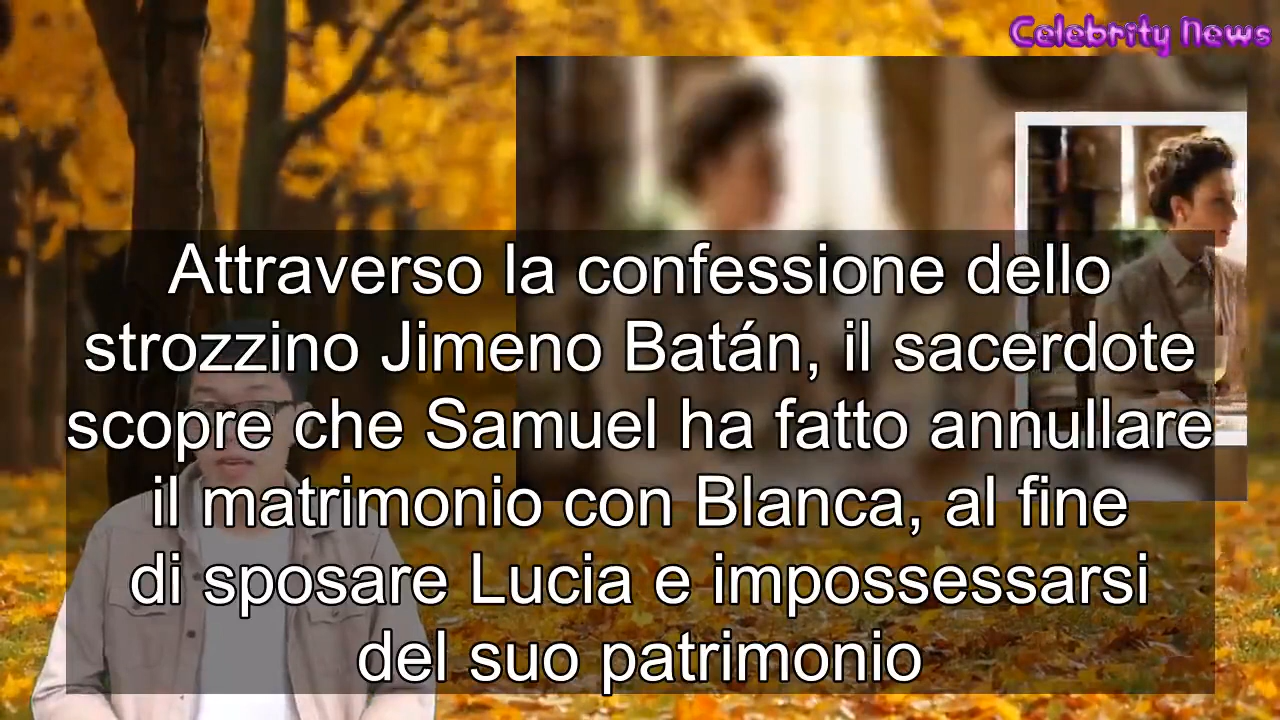 Celebrity News
Attraverso la confessione dello
strozzino Jimeno Batán, il sacerdote
scopre che Samuel ha fatto annullare
il matrimonio con Blanca, al fine
di sposare Lucia e impossessarsi
del suo patrimonio